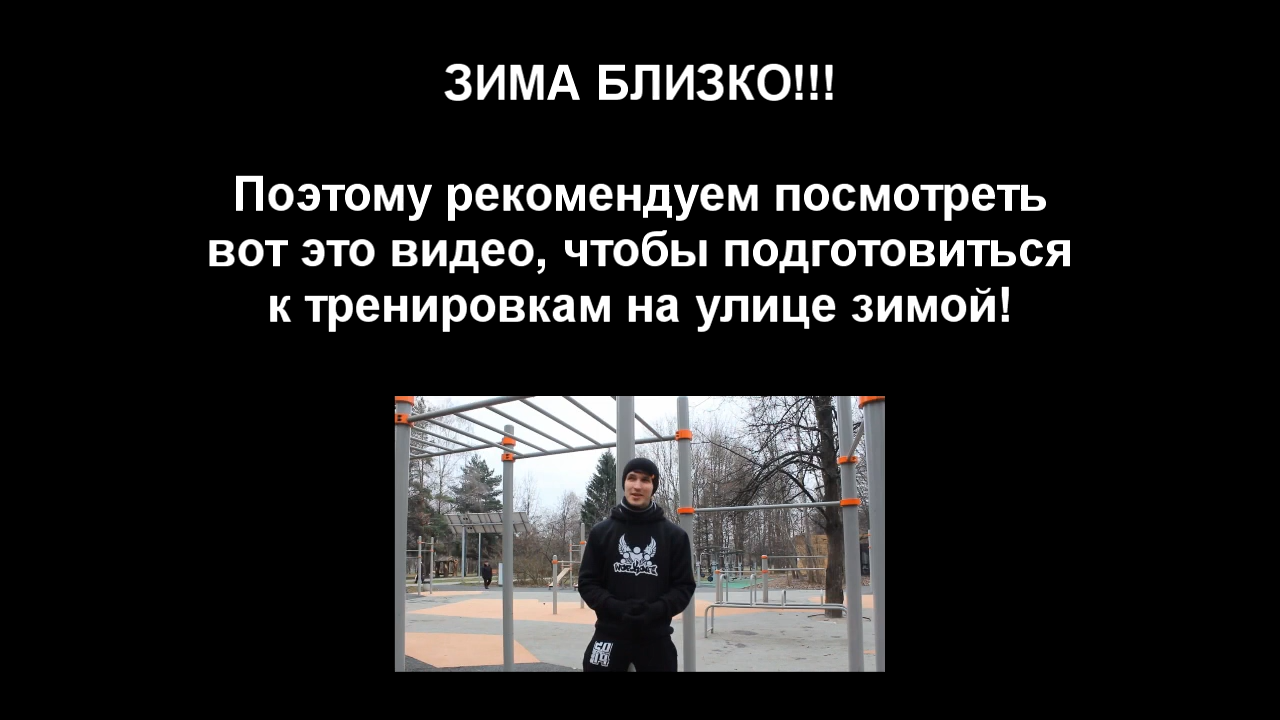 ЗИМА БЛИЗКО!!!
Поэтому рекомендуем посмотреть
вот это видео, чтобы подготовиться
к тренировкам на улице зимой!